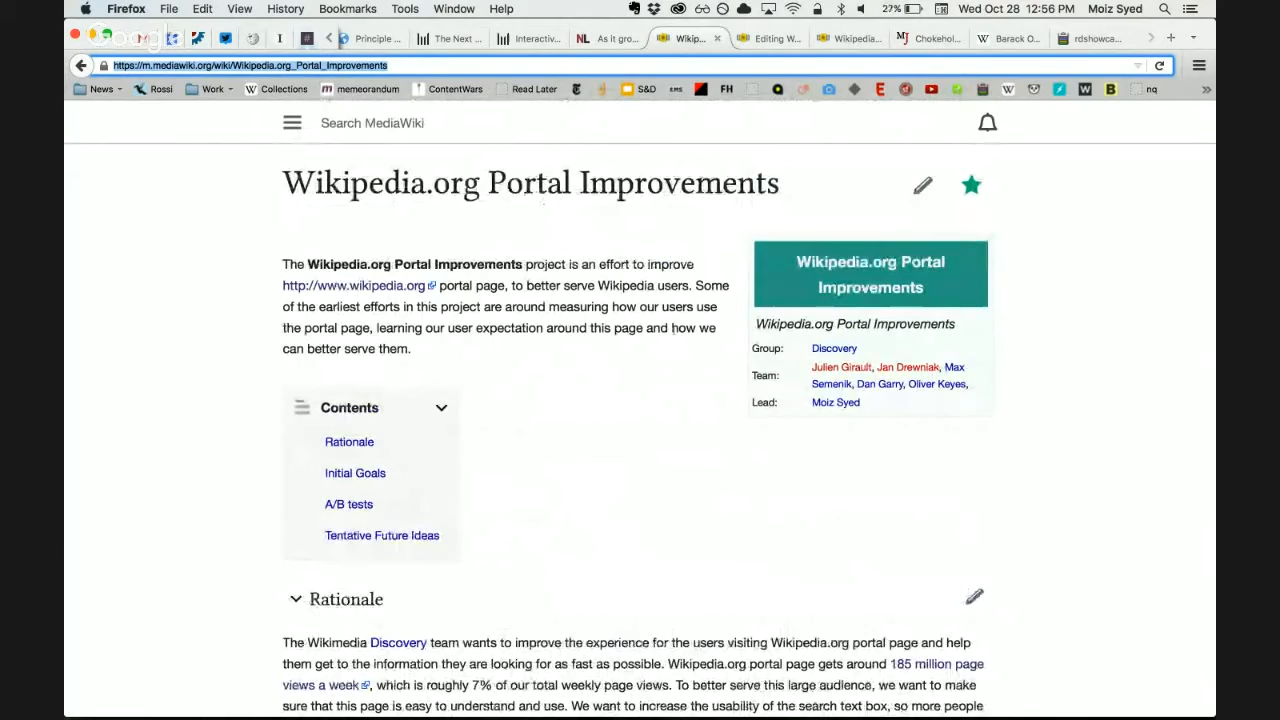 Firefox File Edit View History Bookmarks Tools Window Help 27% Wed Oct 28 12:56 PM Moiz Syed
Google
Principle ... The Next ... Interactiv... NL As it gro... Wikip... Editing W... Wikipedia... Chokehol... W Barack O... rdshowca...
https://m.mediawiki.org/wiki/Wikipedia.org_Portal_Improvements
News Rossi Work Collections memeorandum ContentWars Read Later S&D EMS FH nq
Search MediaWiki
Wikipedia.org Portal Improvements
The Wikipedia.org Portal Improvements project is an effort to improve
http://www.wikipedia.org portal page, to better serve Wikipedia users. Some
of the earliest efforts in this project are around measuring how our users use
the portal page, learning our user expectation around this page and how we
can better serve them.
Wikipedia.org Portal
Improvements
Wikipedia.org Portal Improvements
Group: Discovery
Team: Julien Girault, Jan Drewniak, Max
Semenik, Dan Garry, Oliver Keyes,
Lead: Moiz Syed
Contents
Rationale
Initial Goals
A/B tests
Tentative Future Ideas
Rationale
The Wikimedia Discovery team wants to improve the experience for the users visiting Wikipedia.org portal page and help
them get to the information they are looking for as fast as possible. Wikipedia.org portal page gets around 185 million page
views a week, which is roughly 7% of our total weekly page views. To better serve this large audience, we want to make
sure that this page is easy to understand and use. We want to increase the usability of the search text box, so more people